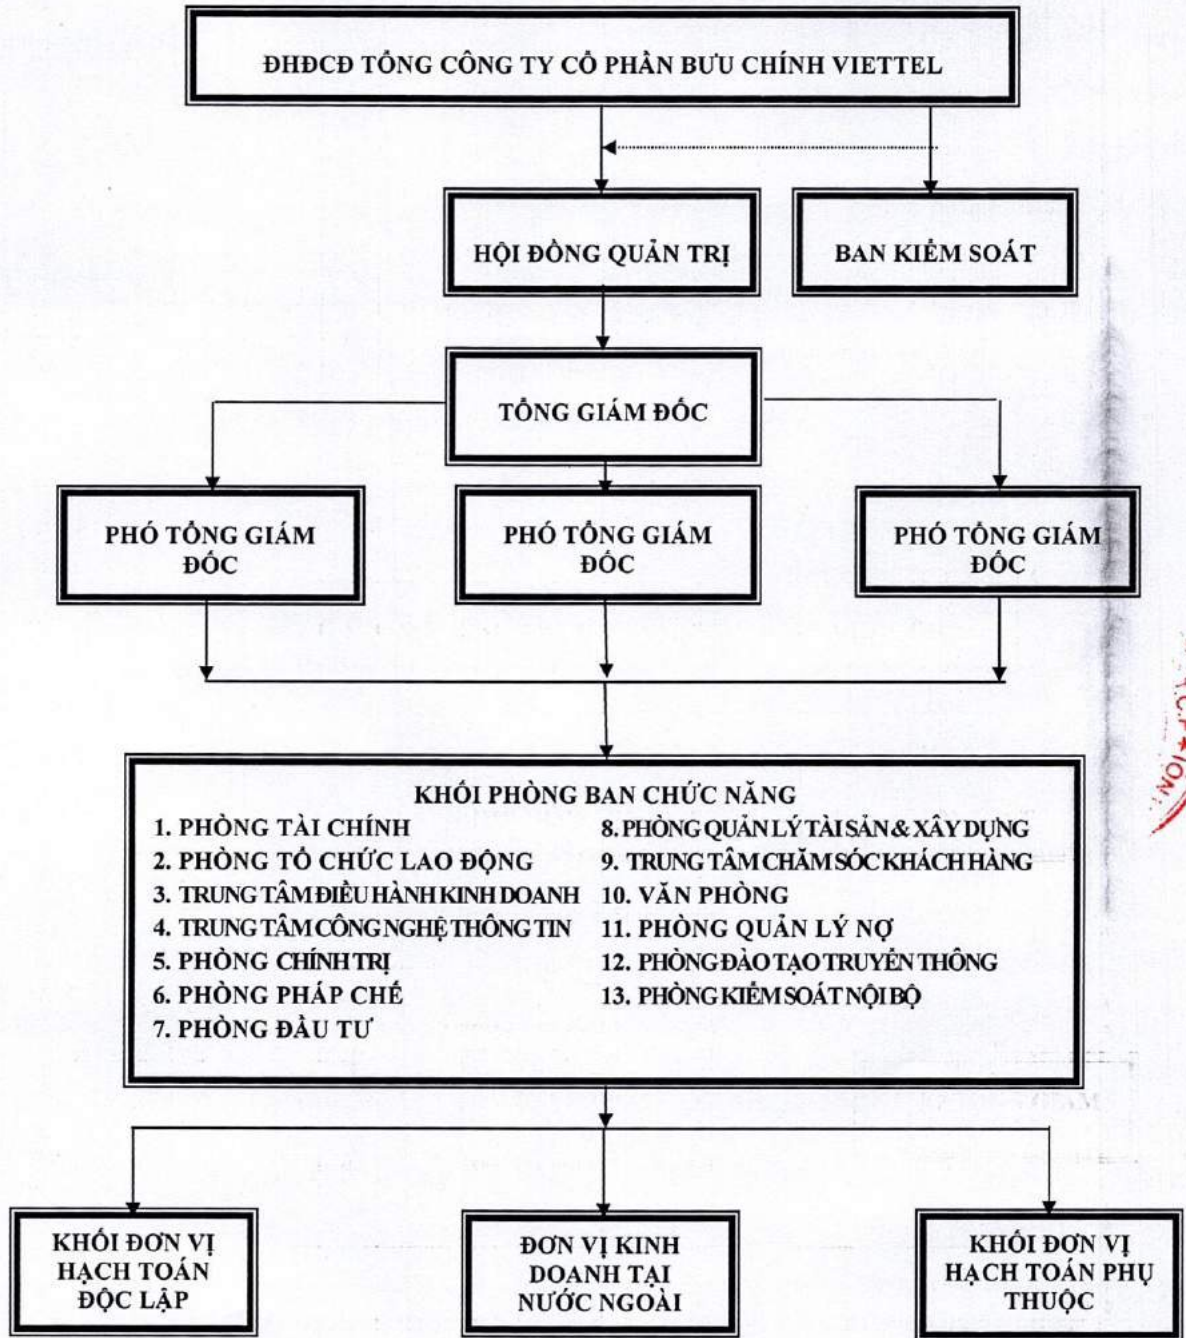 ĐHĐCĐ TỔNG CÔNG TY CỔ PHẦN BƯU CHÍNH VIETTEL
HỘI ĐỒNG QUẢN TRỊ
BAN KIỂM SOÁT
TỔNG GIÁM ĐỐC
PHÓ TỔNG GIÁM
ĐỐC
PHÓ TỔNG GIÁM
ĐỐC
PHÓ TỔNG GIÁM
ĐỐC
KHỐI PHÒNG BAN CHỨC NĂNG
1. PHÒNG TÀI CHÍNH
2. PHÒNG TỔ CHỨC LAO ĐỘNG
3. TRUNG TÂM ĐIỀU HÀNH KINH DOANH
4. TRUNG TÂM CÔNG NGHỆ THÔNG TIN
5. PHÒNG CHÍNH TRỊ
6. PHÒNG PHÁP CHẾ
7. PHÒNG ĐẦU TƯ
8. PHÒNG QUẢN LÝ TÀI SẢN & XÂY DỰNG
9. TRUNG TÂM CHĂM SÓC KHÁCH HÀNG
10. VĂN PHÒNG
11. PHÒNG QUẢN LÝ NỢ
12. PHÒNG ĐÀO TẠO TRUYỀN THÔNG
13. PHÒNG KIỂM SOÁT NỘI BỘ
KHỐI ĐƠN VỊ
HẠCH TOÁN
ĐỘC LẬP
ĐƠN VỊ KINH
DOANH TẠI
NƯỚC NGOÀI
KHỐI ĐƠN VỊ
HẠCH TOÁN PHỤ
THUỘC